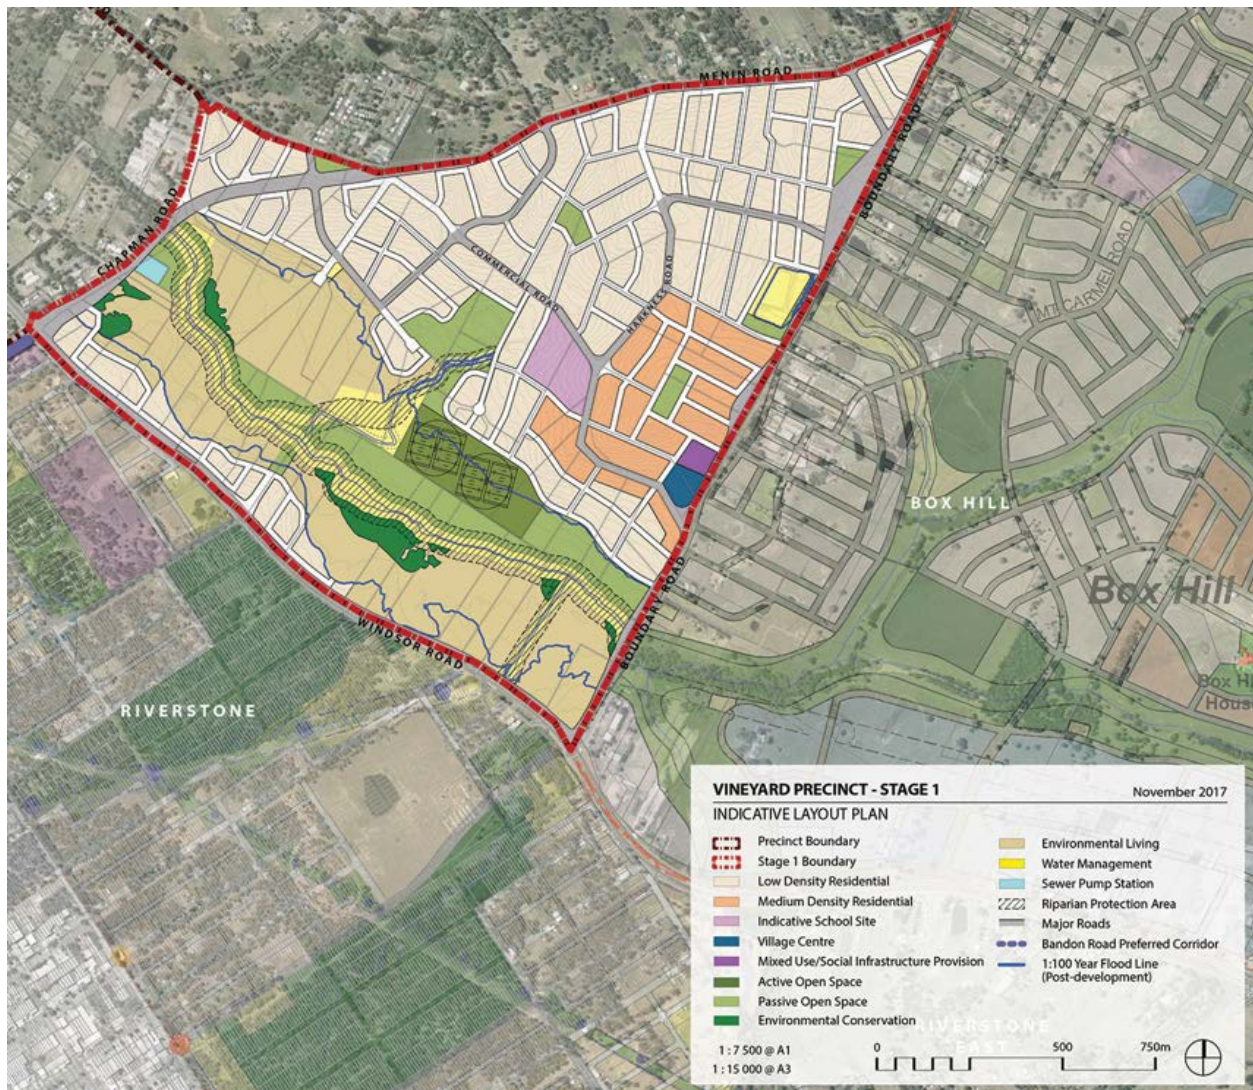 MENIN ROAD
BOUNDARY ROAD
CHAPMAN ROAD
COMMERCIAL ROAD
HARKNESS ROAD
MT CARMEL ROAD
BOX HILL
Box Hill
BOUNDARY ROAD
WINDSOR ROAD
RIVERSTONE
Box Hi
Hous
VINEYARD PRECINCT - STAGE 1
November 2017
INDICATIVE LAYOUT PLAN
Precinct Boundary
Stage 1 Boundary
Low Density Residential
Medium Density Residential
Indicative School Site
Village Centre
Mixed Use/Social Infrastructure Provision
Active Open Space
Passive Open Space
Environmental Conservation
Environmental Living
Water Management
Sewer Pump Station
Riparian Protection Area
Major Roads
Bandon Road Preferred Corridor
1:100 Year Flood Line
(Post-development)
RIVERSTONE
EAST
1 : 7 500 @ A1
1 : 15 000 @ A3
0 500 750m